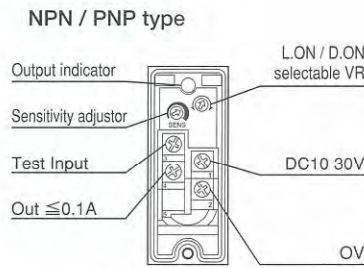 NPN / PNP type
Output indicator
L.ON / D.ON
selectable VR
Sensitivity adjustor
SENS
Test Input
DC10 30V
Out ≦0.1A
OV